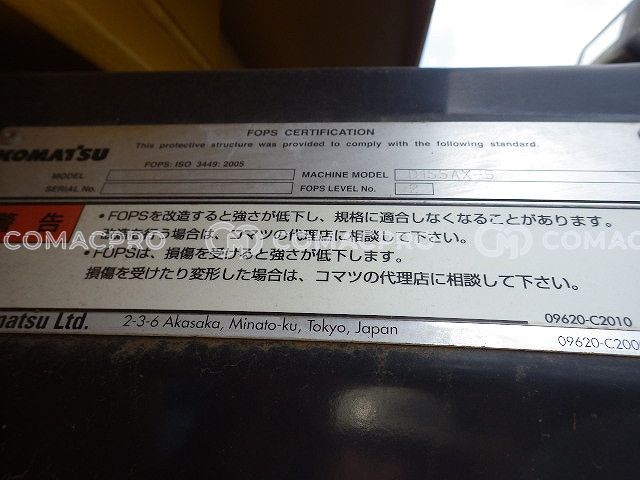 FOPS CERTIFICATION
This protective structure was provided to comply with the following standard.
KOMATSU
FOPS: ISO 3449: 2005
MODEL
MACHINE MODEL D155AX-5
SERIAL No.
FOPS LEVEL No. 2
警告
・FOPSを改造すると強さが低下し、規格に適合しなくなることがあります。
改造を行う場合は、コマツの代理店に相談して下さい。
・FOPSは、損傷を受けると強さが低下します。
損傷を受けたり変形した場合は、コマツの代理店に相談して下さい。
COMACPRO COMACPRO COMAC
matsu Ltd. 2-3-6 Akasaka, Minato-ku, Tokyo, Japan
09620-C2010
09620-C200